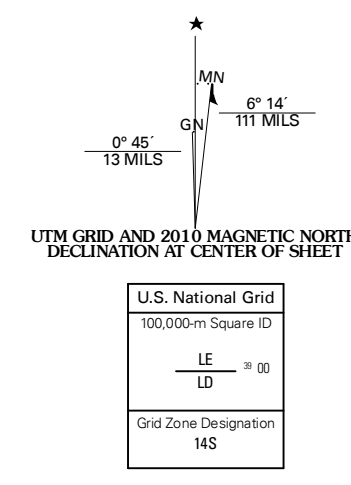 ★
MN
GN
6° 14´
111 MILS
0° 45´
13 MILS
UTM GRID AND 2010 MAGNETIC NORTH
DECLINATION AT CENTER OF SHEET
U.S. National Grid
100,000-m Square ID
LE
39 00
LD
Grid Zone Designation
14S